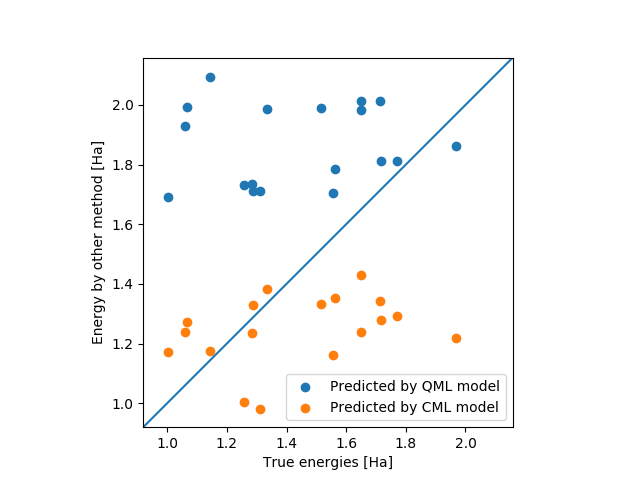 2.0
1.8
1.6
1.4
1.2
1.0
Energy by other method [Ha]
Predicted by QML model
Predicted by CML model
1.0 1.2 1.4 1.6 1.8 2.0
True energies [Ha]